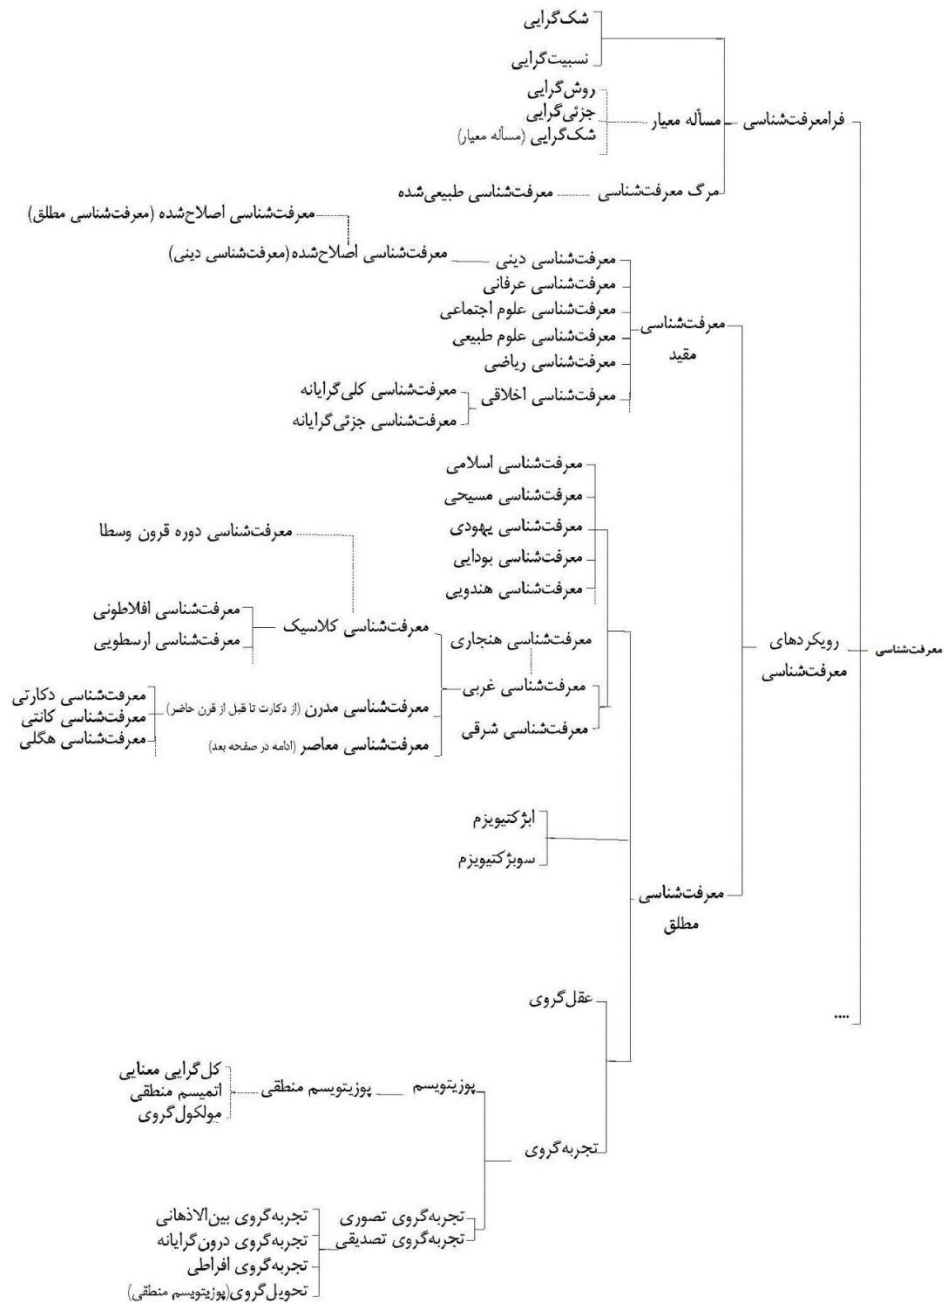 شک‌گرایی
نسبیت‌گرایی
روش‌گرایی
جزئی‌گرایی
شک‌گرایی (مسأله معیار)
مسأله معیار
فرامعرفت‌شناسی
مرگ معرفت‌شناسی
معرفت‌شناسی طبیعی‌شده
معرفت‌شناسی اصلاح‌شده (معرفت‌شناسی مطلق)
معرفت‌شناسی اصلاح‌شده (معرفت‌شناسی دینی)
معرفت‌شناسی دینی
معرفت‌شناسی عرفانی
معرفت‌شناسی علوم اجتماعی
معرفت‌شناسی علوم طبیعی
معرفت‌شناسی ریاضی
معرفت‌شناسی اخلاقی
معرفت‌شناسی
مقید
معرفت‌شناسی کلی‌گرایانه
معرفت‌شناسی جزئی‌گرایانه
معرفت‌شناسی اسلامی
معرفت‌شناسی مسیحی
معرفت‌شناسی یهودی
معرفت‌شناسی بودایی
معرفت‌شناسی هندویی
معرفت‌شناسی دوره قرون وسطا
معرفت‌شناسی افلاطونی
معرفت‌شناسی ارسطویی
معرفت‌شناسی کلاسیک
معرفت‌شناسی هنجاری
رویکردهای
معرفت‌شناسی
معرفت‌شناسی
معرفت‌شناسی غربی
معرفت‌شناسی شرقی
معرفت‌شناسی مدرن (از دکارت تا قبل از قرن حاضر)
معرفت‌شناسی معاصر (ادامه در صفحه بعد)
معرفت‌شناسی دکارتی
معرفت‌شناسی کانتی
معرفت‌شناسی هگلی
ابژکتیویزم
سوبژکتیویزم
معرفت‌شناسی
مطلق
عقل‌گروی
....
پوزیتویسم
پوزیتویسم منطقی
کل‌گرایی معنایی
اتمیسم منطقی
مولکول‌گروی
تجربه‌گروی
تجربه‌گروی تصوری
تجربه‌گروی تصدیقی
تجربه‌گروی بین‌الاذهانی
تجربه‌گروی درون‌گرایانه
تجربه‌گروی افراطی
تحویل‌گروی (پوزیتویسم منطقی)